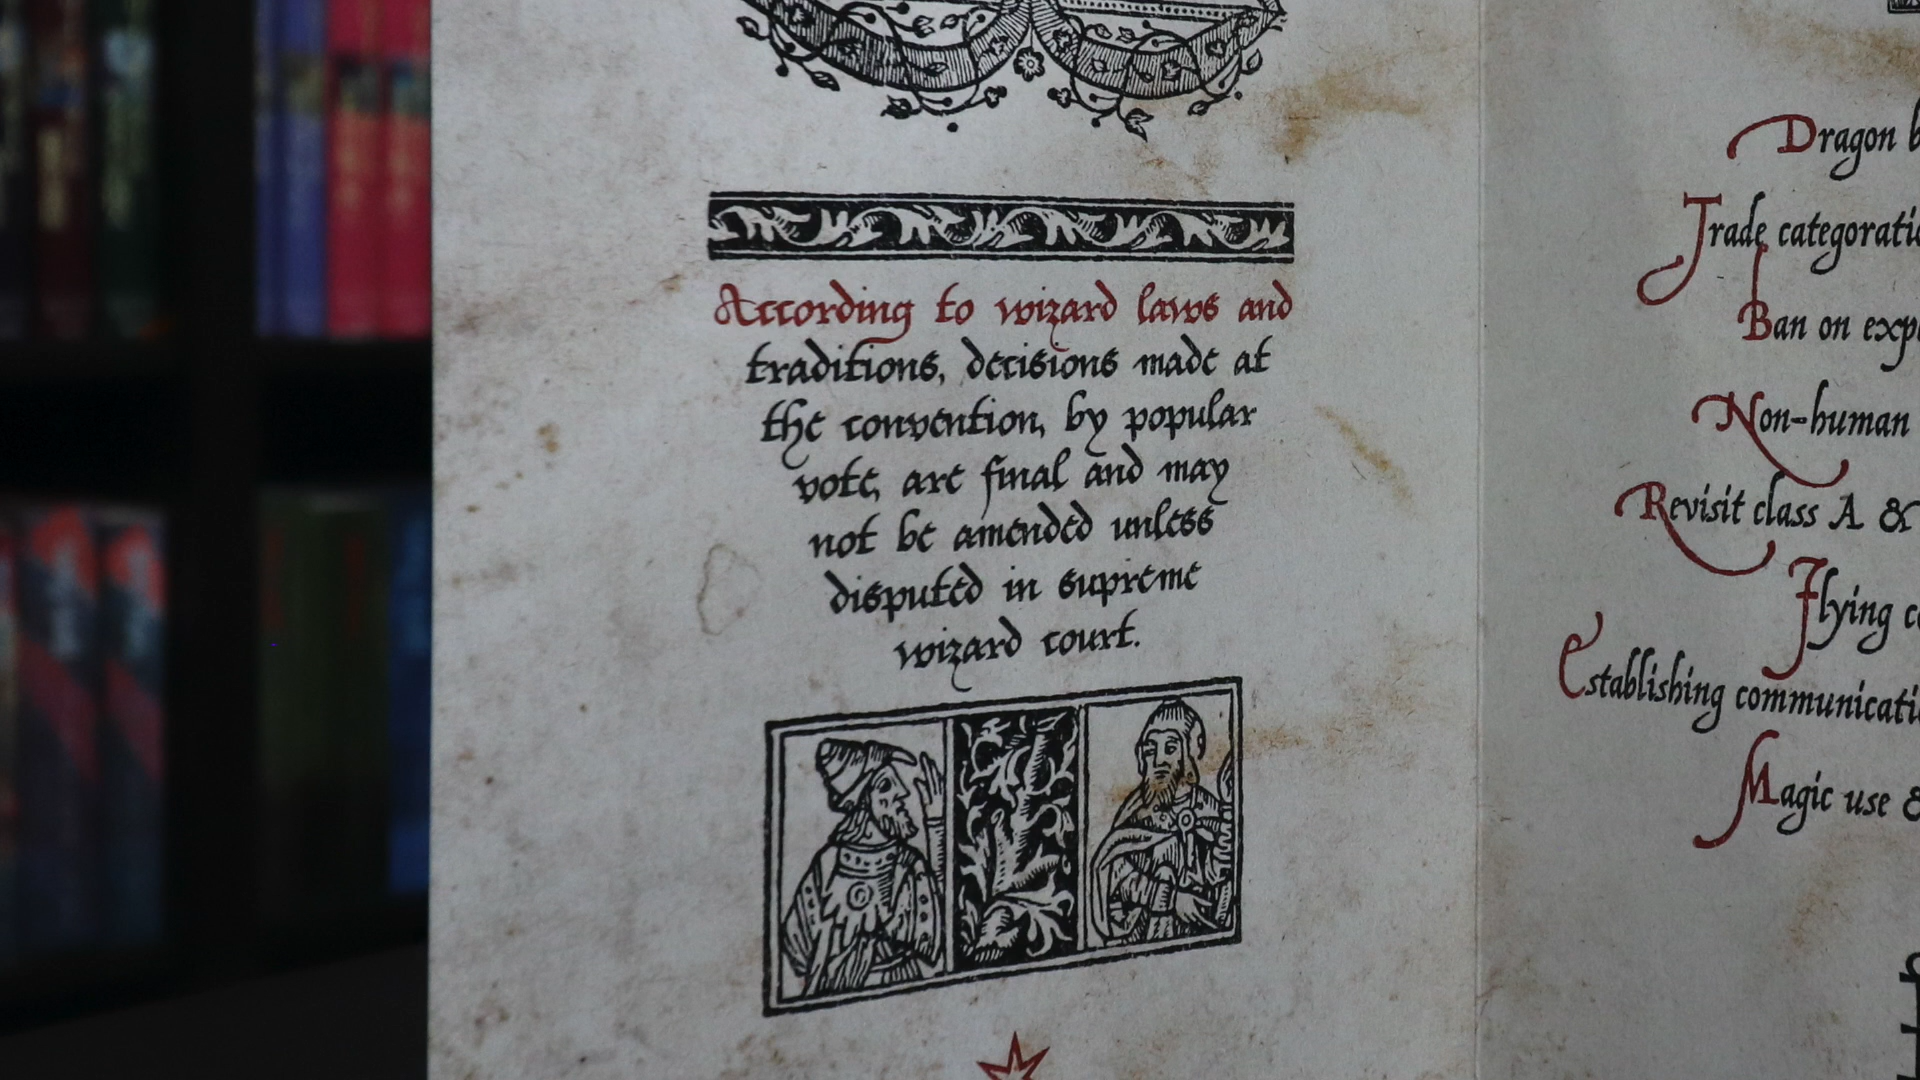 According to wizard laws and
traditions, decisions made at
the convention, by popular
vote, are final and may
not be amended unless
disputed in supreme
wizard court.
Dragon
Trade
Ban on
Non-human
Revisit class A &
Flying
Establishing
Magic use